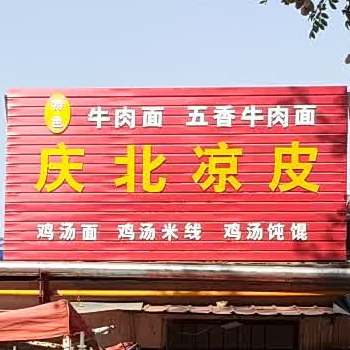 特色 牛肉面 五香牛肉面
庆北凉皮
鸡汤面 鸡汤米线 鸡汤饨馄